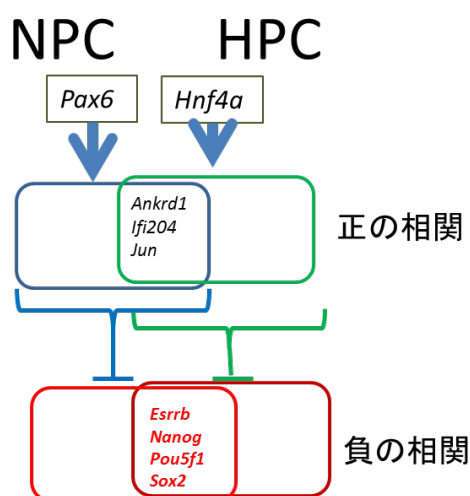 NPC HPC
Pax6 Hnf4a
Ankrd1
Ifi204
Jun
正の相関
Esrrb
Nanog
Pou5f1
Sox2
負の相関